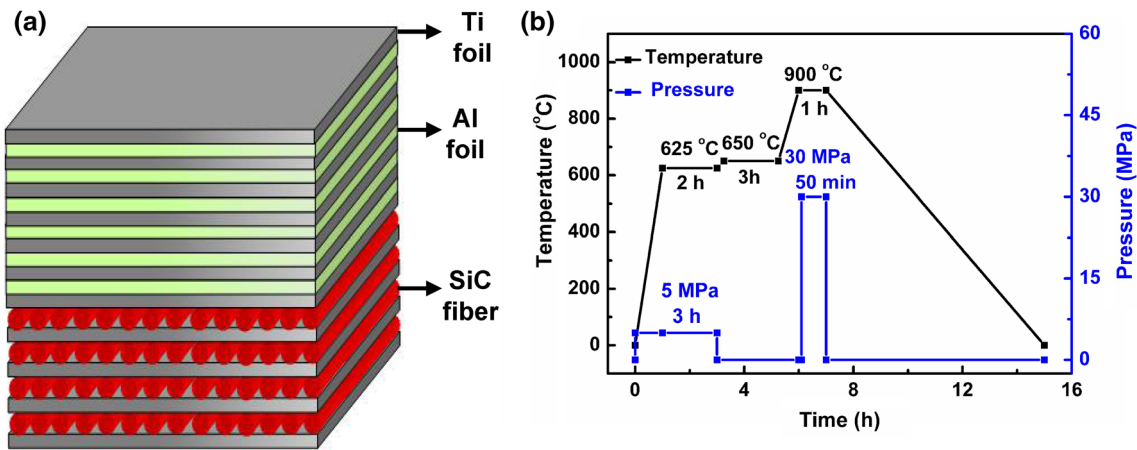 (a)
Ti
foil
Al
foil
SiC
fiber
(b)
Temperature
Pressure
900 °C
1 h
625 °C
650 °C
2 h
3h
30 MPa
50 min
5 MPa
3 h
Temperature (°C)
1000
800
600
400
200
0
0
4
8
12
16
Time (h)
60
45
30
15
0
Pressure (MPa)